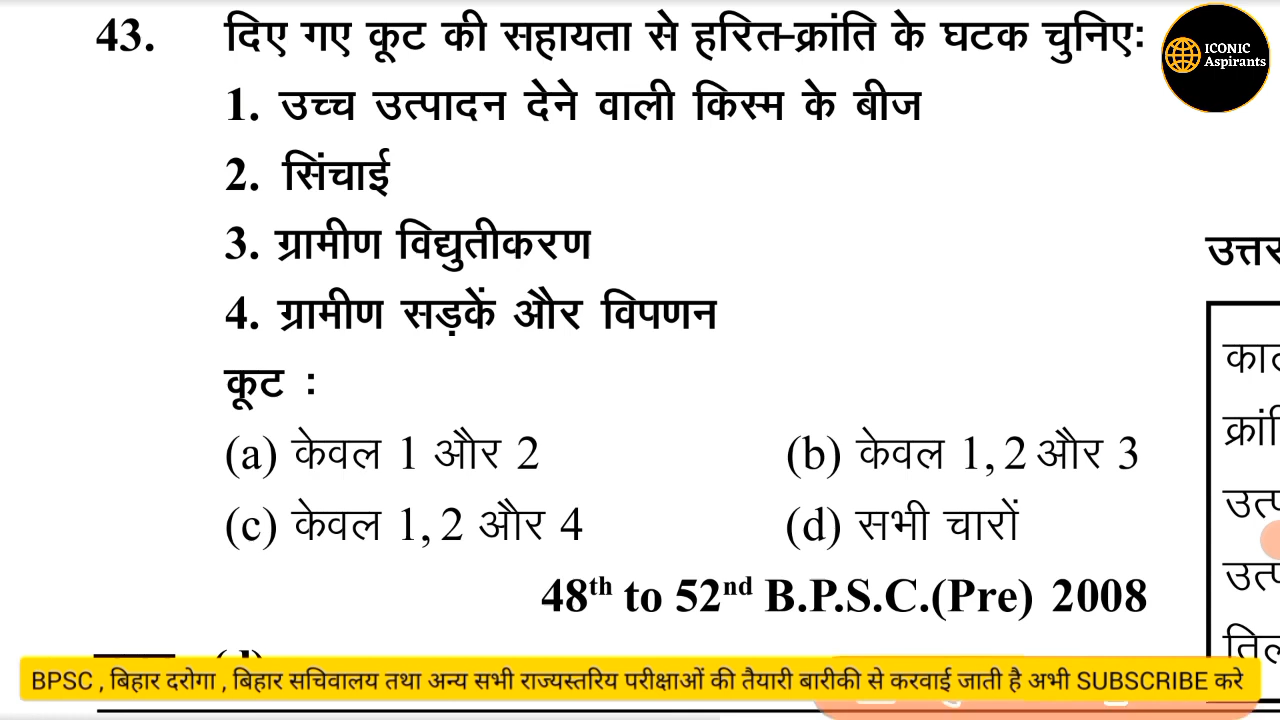 43. दिए गए कूट की सहायता से हरित-क्रांति के घटक चुनिएः
ICONIC
Aspirants
1. उच्च उत्पादन देने वाली किस्म के बीज
2. सिंचाई
3. ग्रामीण विद्युतीकरण
4. ग्रामीण सड़कें और विपणन
कूट :
(a) केवल 1 और 2 (b) केवल 1, 2 और 3
(c) केवल 1, 2 और 4 (d) सभी चारों
48th to 52nd B.P.S.C.(Pre) 2008
BPSC , बिहार दरोगा , बिहार सचिवालय तथा अन्य सभी राज्यस्तरिय परीक्षाओं की तैयारी बारीकी से करवाई जाती है अभी SUBSCRIBE करे